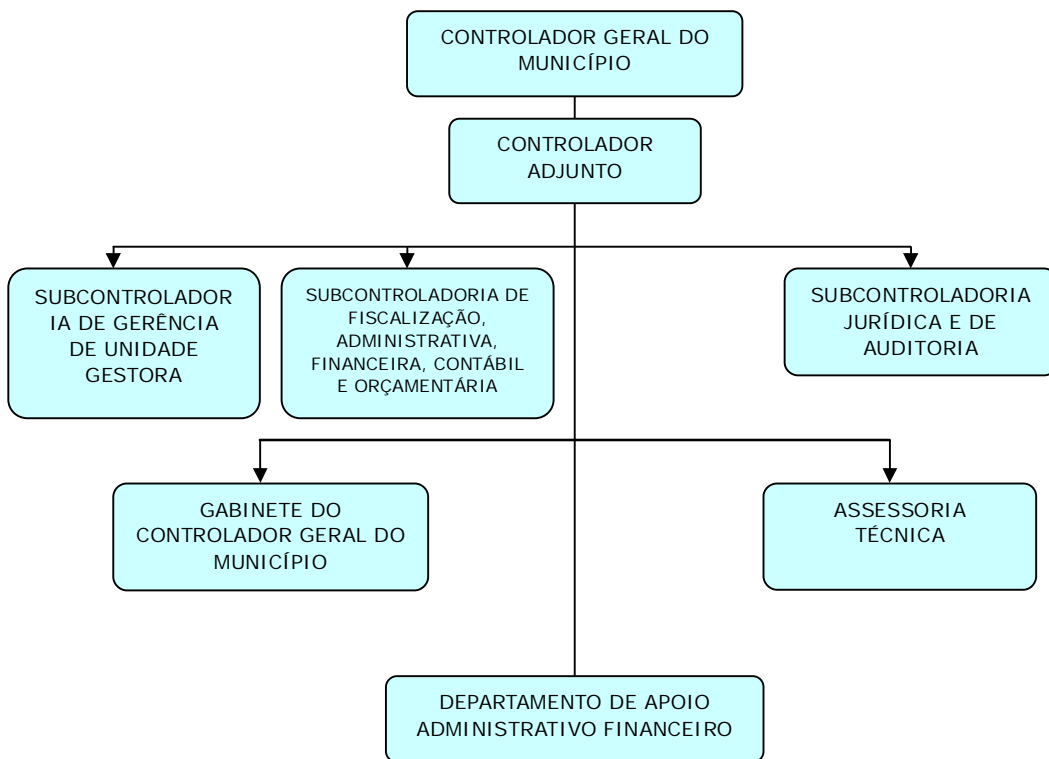 CONTROLADOR GERAL DO
MUNICÍPIO
CONTROLADOR
ADJUNTO
SUBCONTROLADOR
IA DE GERÊNCIA
DE UNIDADE
GESTORA
SUBCONTROLADORIA DE
FISCALIZAÇÃO,
ADMINISTRATIVA,
FINANCEIRA, CONTÁBIL
E ORÇAMENTÁRIA
SUBCONTROLADORIA
JURÍDICA E DE
AUDITORIA
GABINETE DO
CONTROLADOR GERAL DO
MUNICÍPIO
ASSESSORIA
TÉCNICA
DEPARTAMENTO DE APOIO
ADMINISTRATIVO FINANCEIRO